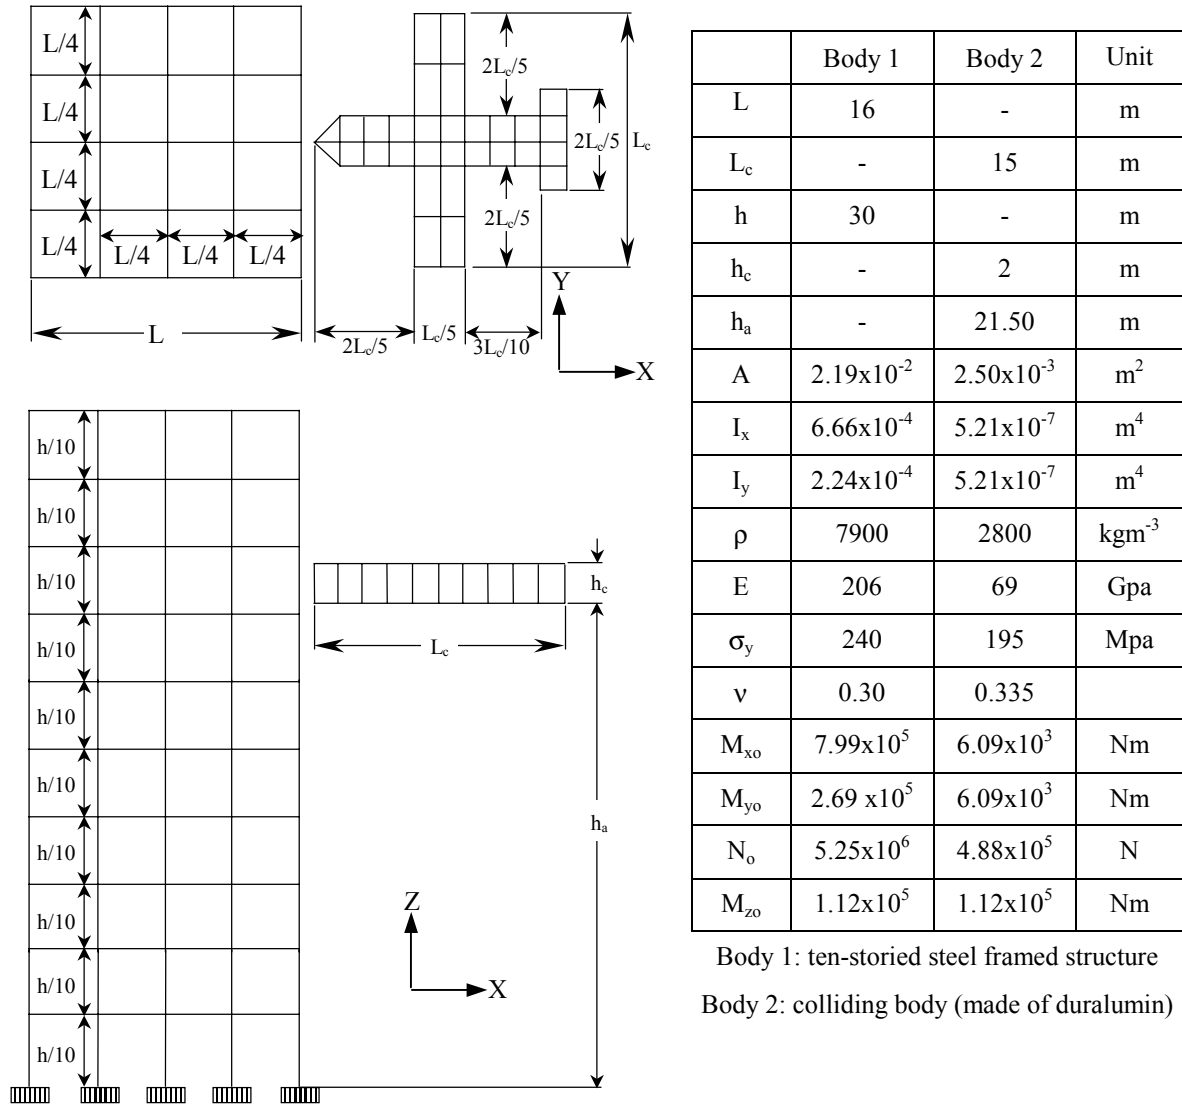 L/4
L/4
L/4
L/4
L/4
L/4
L/4
L
2Lc/5
2Lc/5
Lc
2Lc/5
2Lc/5
Lc/5
3Lc/10
Y
X
h/10
h/10
h/10
h/10
h/10
h/10
h/10
h/10
h/10
h/10
hc
Lc
ha
Z
X
Body 1 Body 2 Unit
L 16 - m
Lc - 15 m
h 30 - m
hc - 2 m
ha - 21.50 m
A 2.19x10-2 2.50x10-3 m2
Ix 6.66x10-4 5.21x10-7 m4
Iy 2.24x10-4 5.21x10-7 m4
ρ 7900 2800 kgm-3
E 206 69 Gpa
σy 240 195 Mpa
ν 0.30 0.335
Mxo 7.99x105 6.09x103 Nm
Myo 2.69 x105 6.09x103 Nm
No 5.25x106 4.88x105 N
Mzo 1.12x105 1.12x105 Nm
Body 1: ten-storied steel framed structure
Body 2: colliding body (made of duralumin)